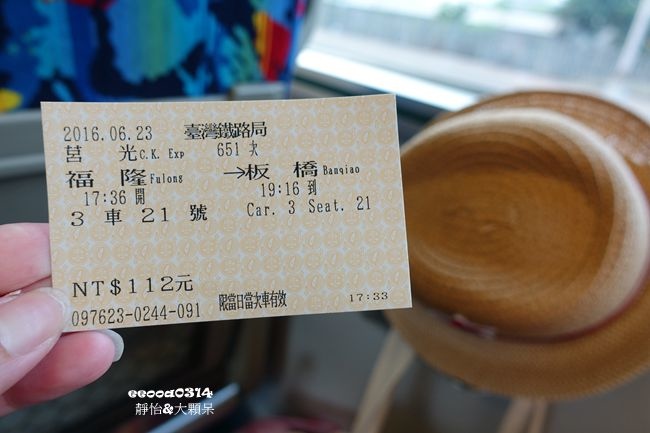 2016.06.23 臺灣鐵路局
莒 光 C.K. Exp 651 次
福 隆 Fulong →板 橋 Banqiao
17:36 開 19:16 到
3 車 21 號 Car. 3 Seat. 21
NT$112元
097623-0244-091 限當日當次車有效 17:33
eeooa0314
靜怡&大顆呆